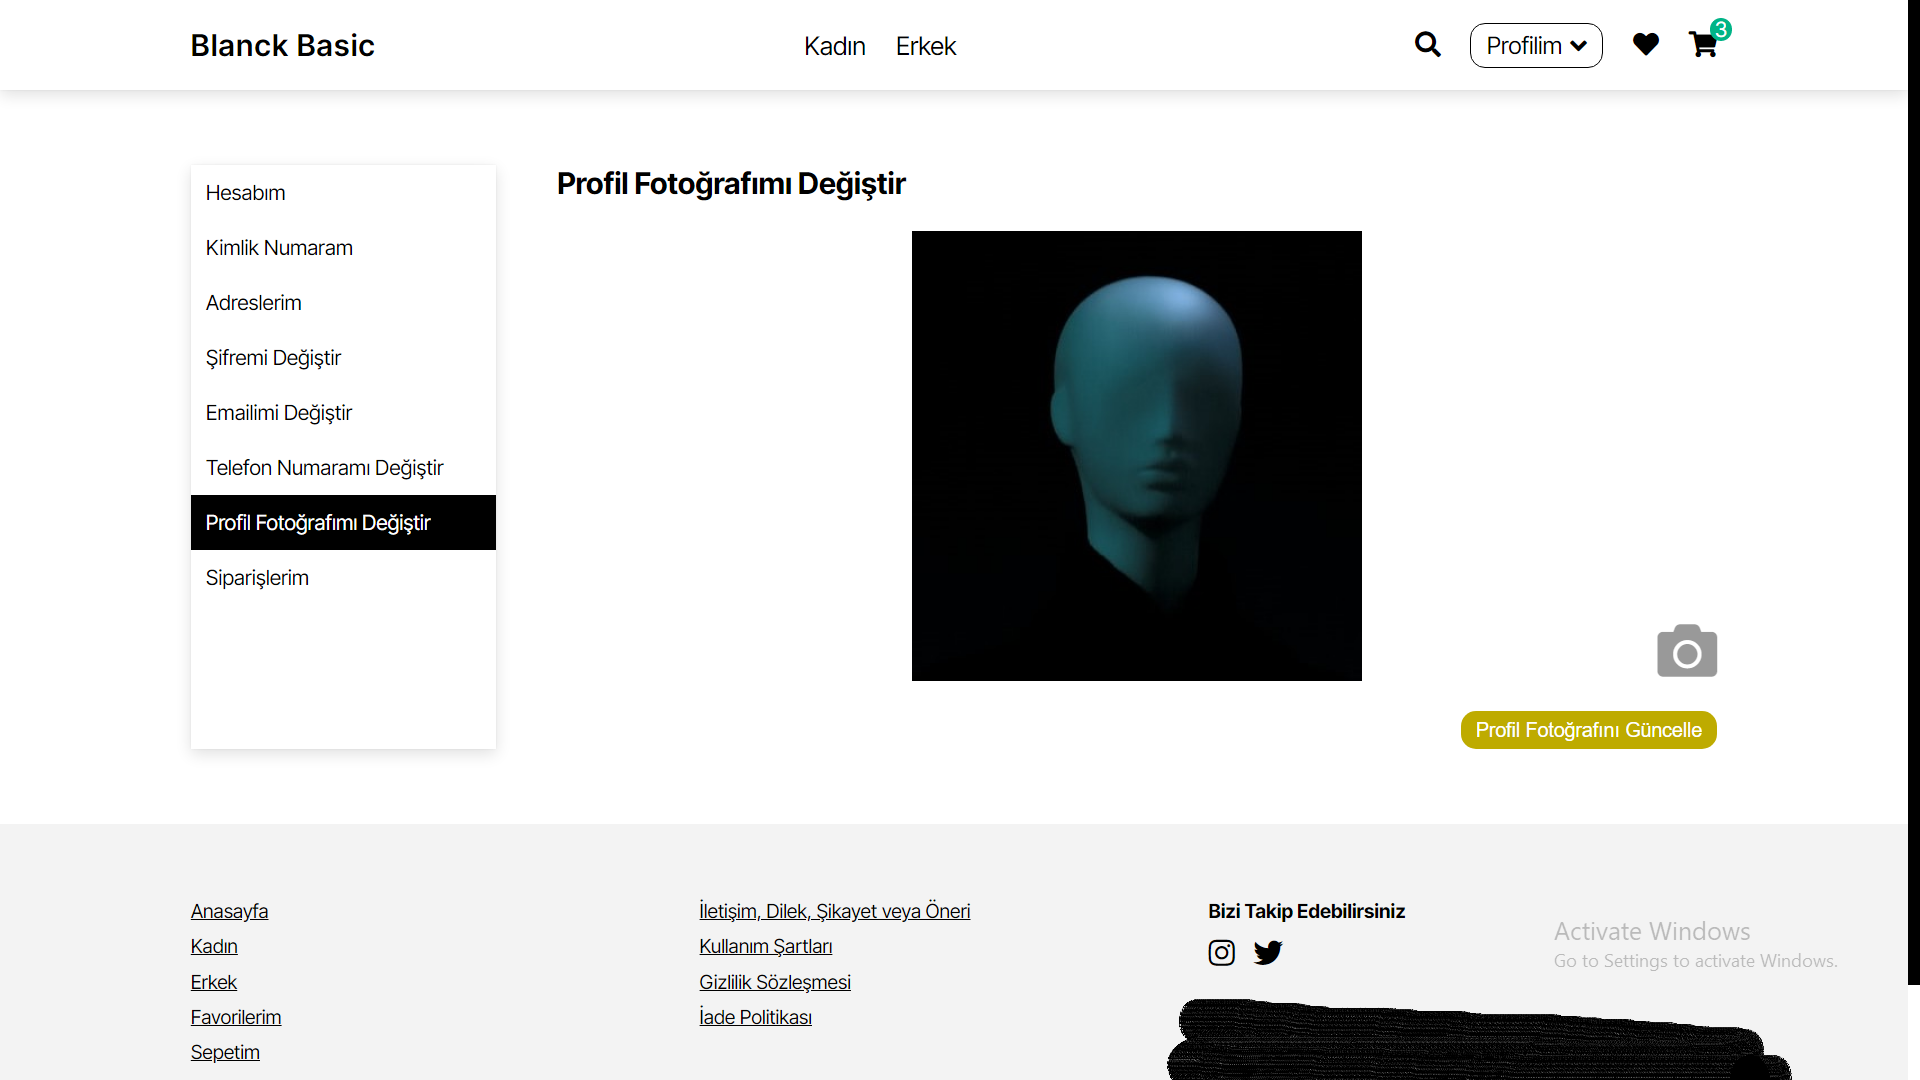 Blanck Basic
Kadın
Erkek
Profilim
3
Hesabım
Kimlik Numaram
Adreslerim
Şifremi Değiştir
Emailimi Değiştir
Telefon Numaramı Değiştir
Profil Fotoğrafımı Değiştir
Siparişlerim
Profil Fotoğrafımı Değiştir
Profil Fotoğrafını Güncelle
Anasayfa
Kadın
Erkek
Favorilerim
Sepetim
İletişim, Dilek, Şikayet veya Öneri
Kullanım Şartları
Gizlilik Sözleşmesi
İade Politikası
Bizi Takip Edebilirsiniz
Activate Windows
Go to Settings to activate Windows.